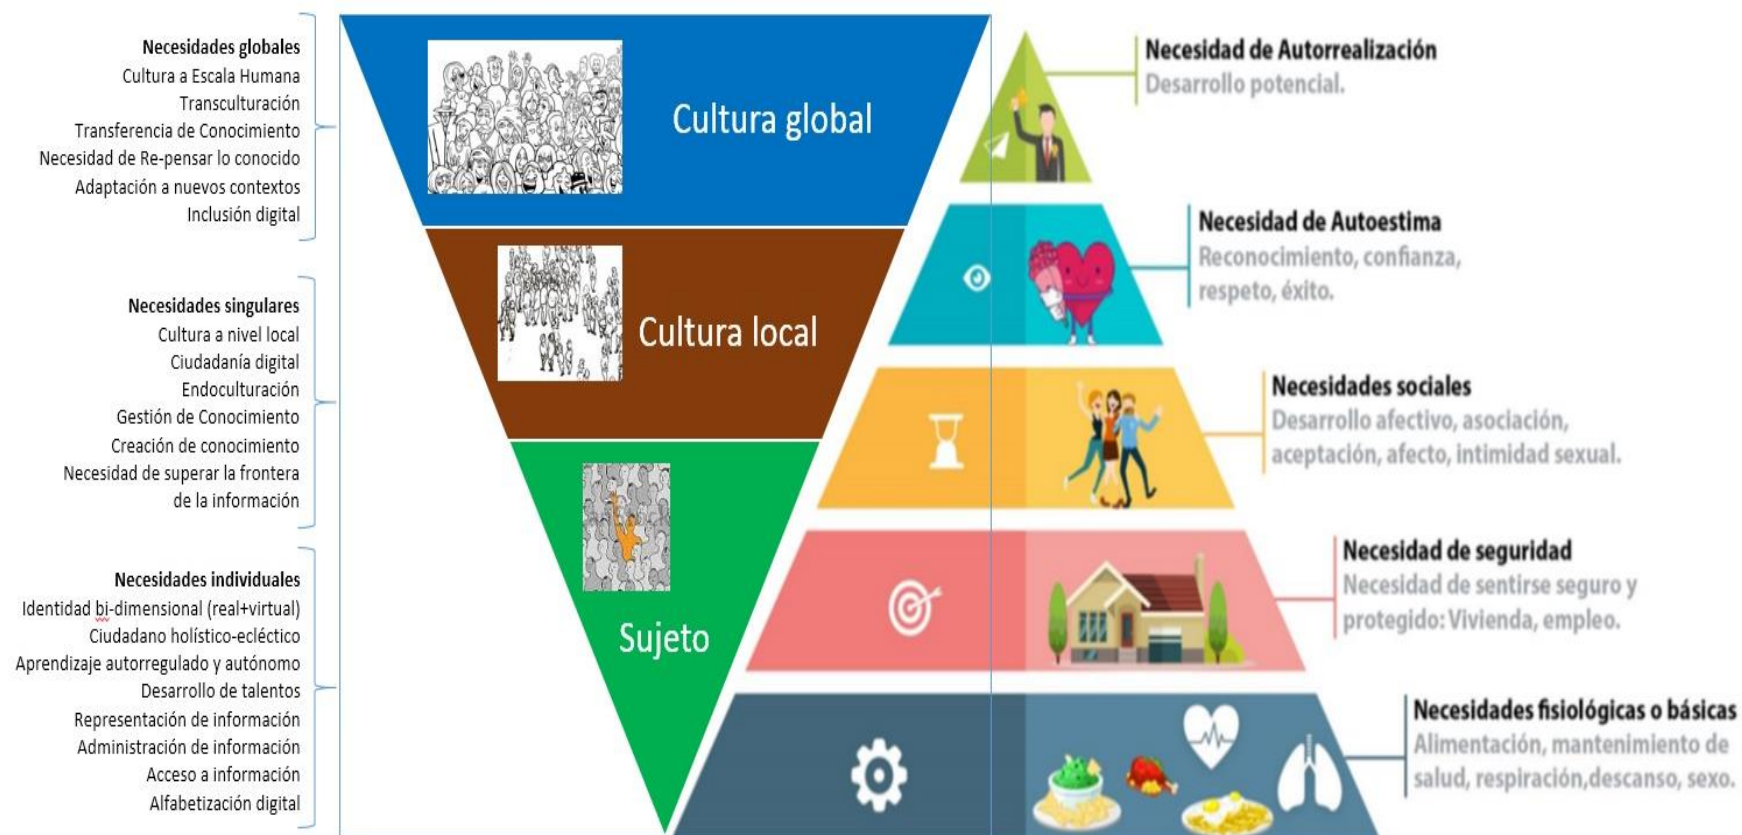 Necesidades globales
Cultura a Escala Humana
Transculturación
Transferencia de Conocimiento
Necesidad de Re-pensar lo conocido
Adaptación a nuevos contextos
Inclusión digital
Necesidades singulares
Cultura a nivel local
Ciudadanía digital
Endoculturación
Gestión de Conocimiento
Creación de conocimiento
Necesidad de superar la frontera
de la información
Necesidades individuales
Identidad bi-dimensional (real+virtual)
Ciudadano holístico-ecléctico
Aprendizaje autorregulado y autónomo
Desarrollo de talentos
Representación de información
Administración de información
Acceso a información
Alfabetización digital
Cultura global
Cultura local
Sujeto
Necesidad de Autorrealización
Desarrollo potencial.
Necesidad de Autoestima
Reconocimiento, confianza,
respeto, éxito.
Necesidades sociales
Desarrollo afectivo, asociación,
aceptación, afecto, intimidad sexual.
Necesidad de seguridad
Necesidad de sentirse seguro y
protegido: Vivienda, empleo.
Necesidades fisiológicas o básicas
Alimentación, mantenimiento de
salud, respiración,descanso, sexo.